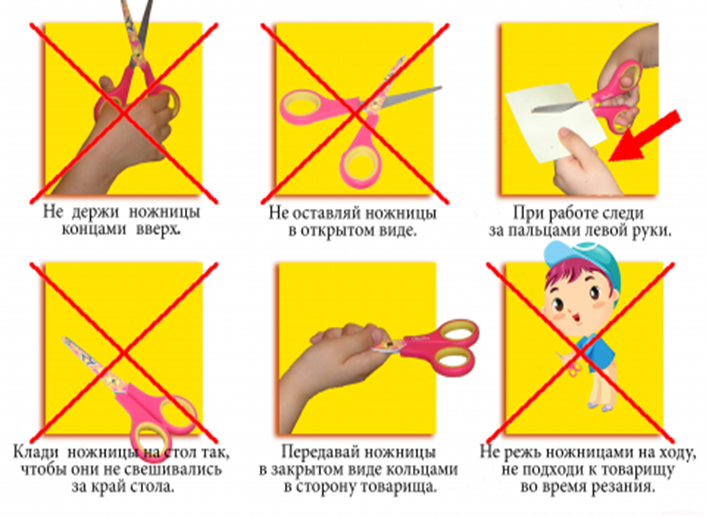 Не держи ножницы
концами вверх.
Не оставляй ножницы
в открытом виде.
При работе следи
за пальцами левой руки.
Клади ножницы на стол так,
чтобы они не свешивались
за край стола.
Передавай ножницы
в закрытом виде кольцами
в сторону товарища.
Не режь ножницами на ходу,
не подходи к товарищу
во время резания.